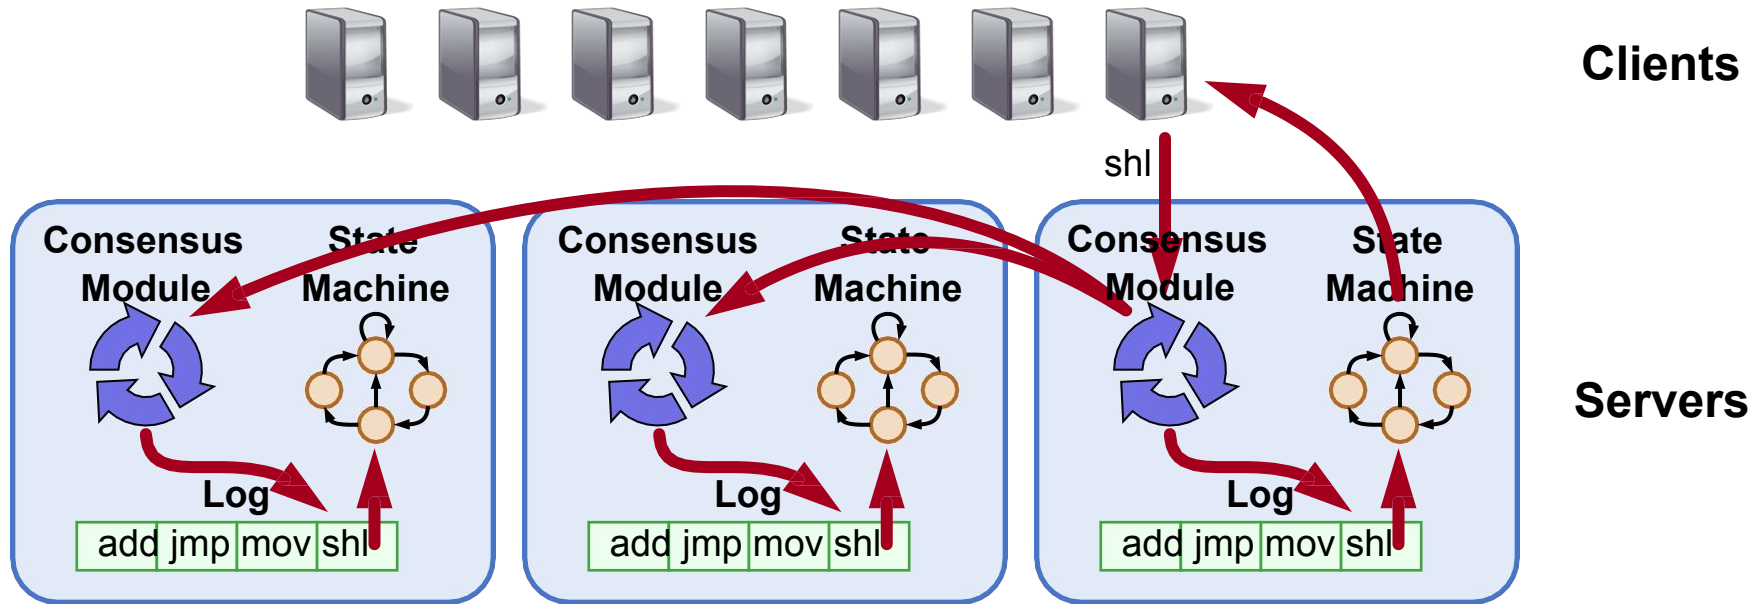 Clients
shl
Consensus
Module
State
Machine
Log
add jmp mov shl
Consensus
Module
State
Machine
Log
add jmp mov shl
Consensus
Module
State
Machine
Log
add jmp mov shl
Servers